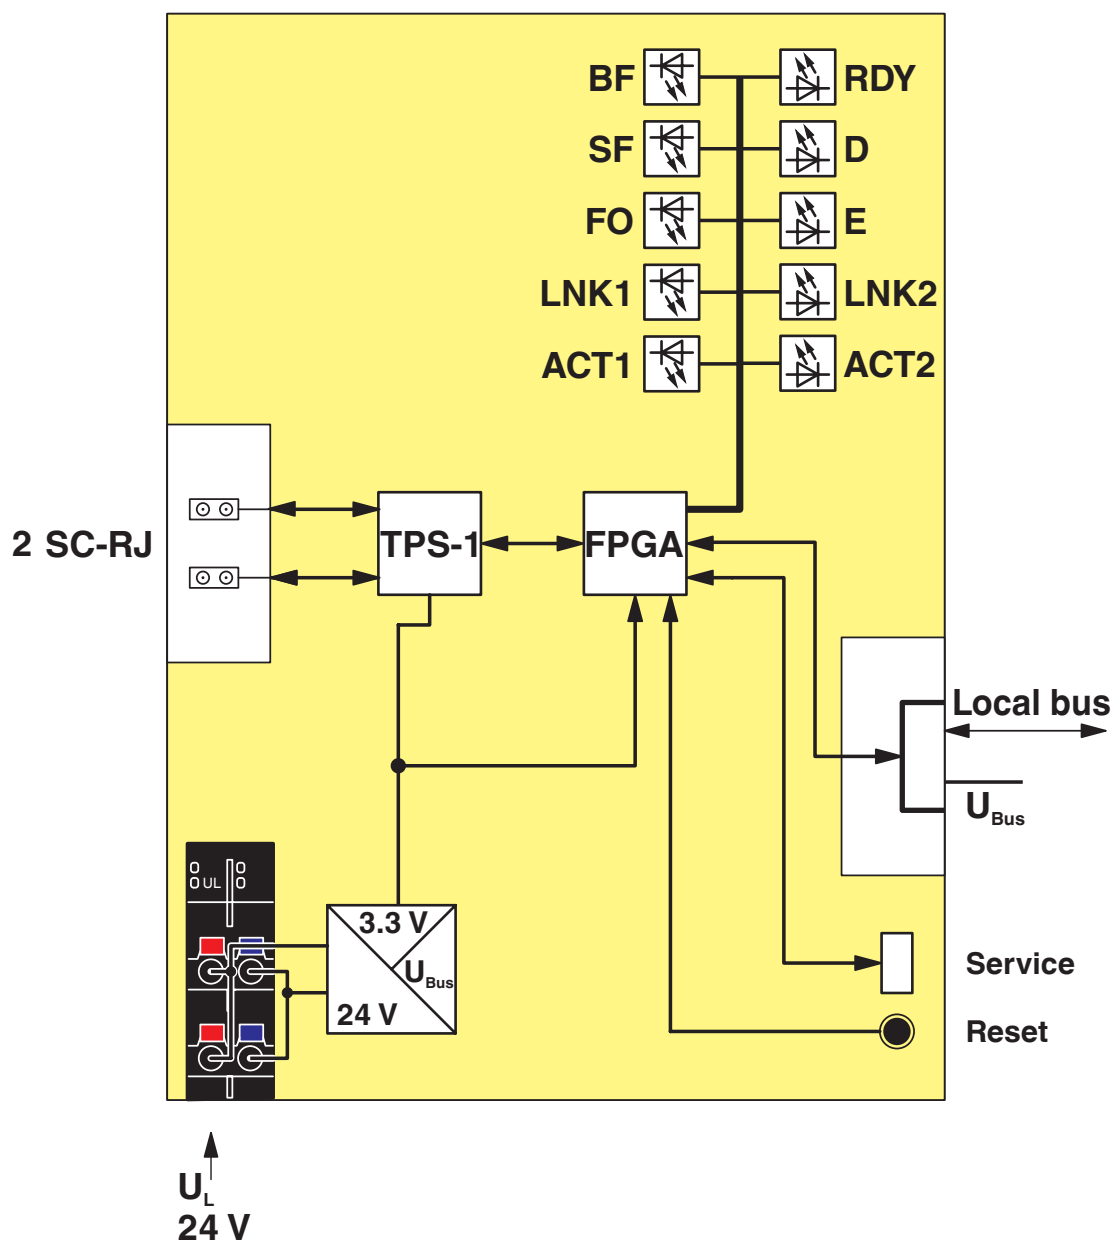 BF RDY
SF D
FO E
LNK1 LNK2
ACT1 ACT2
2 SC-RJ
TPS-1
FPGA
Local bus
UBus
UL
3.3 V
UBus
24 V
Service
Reset
UL
24 V